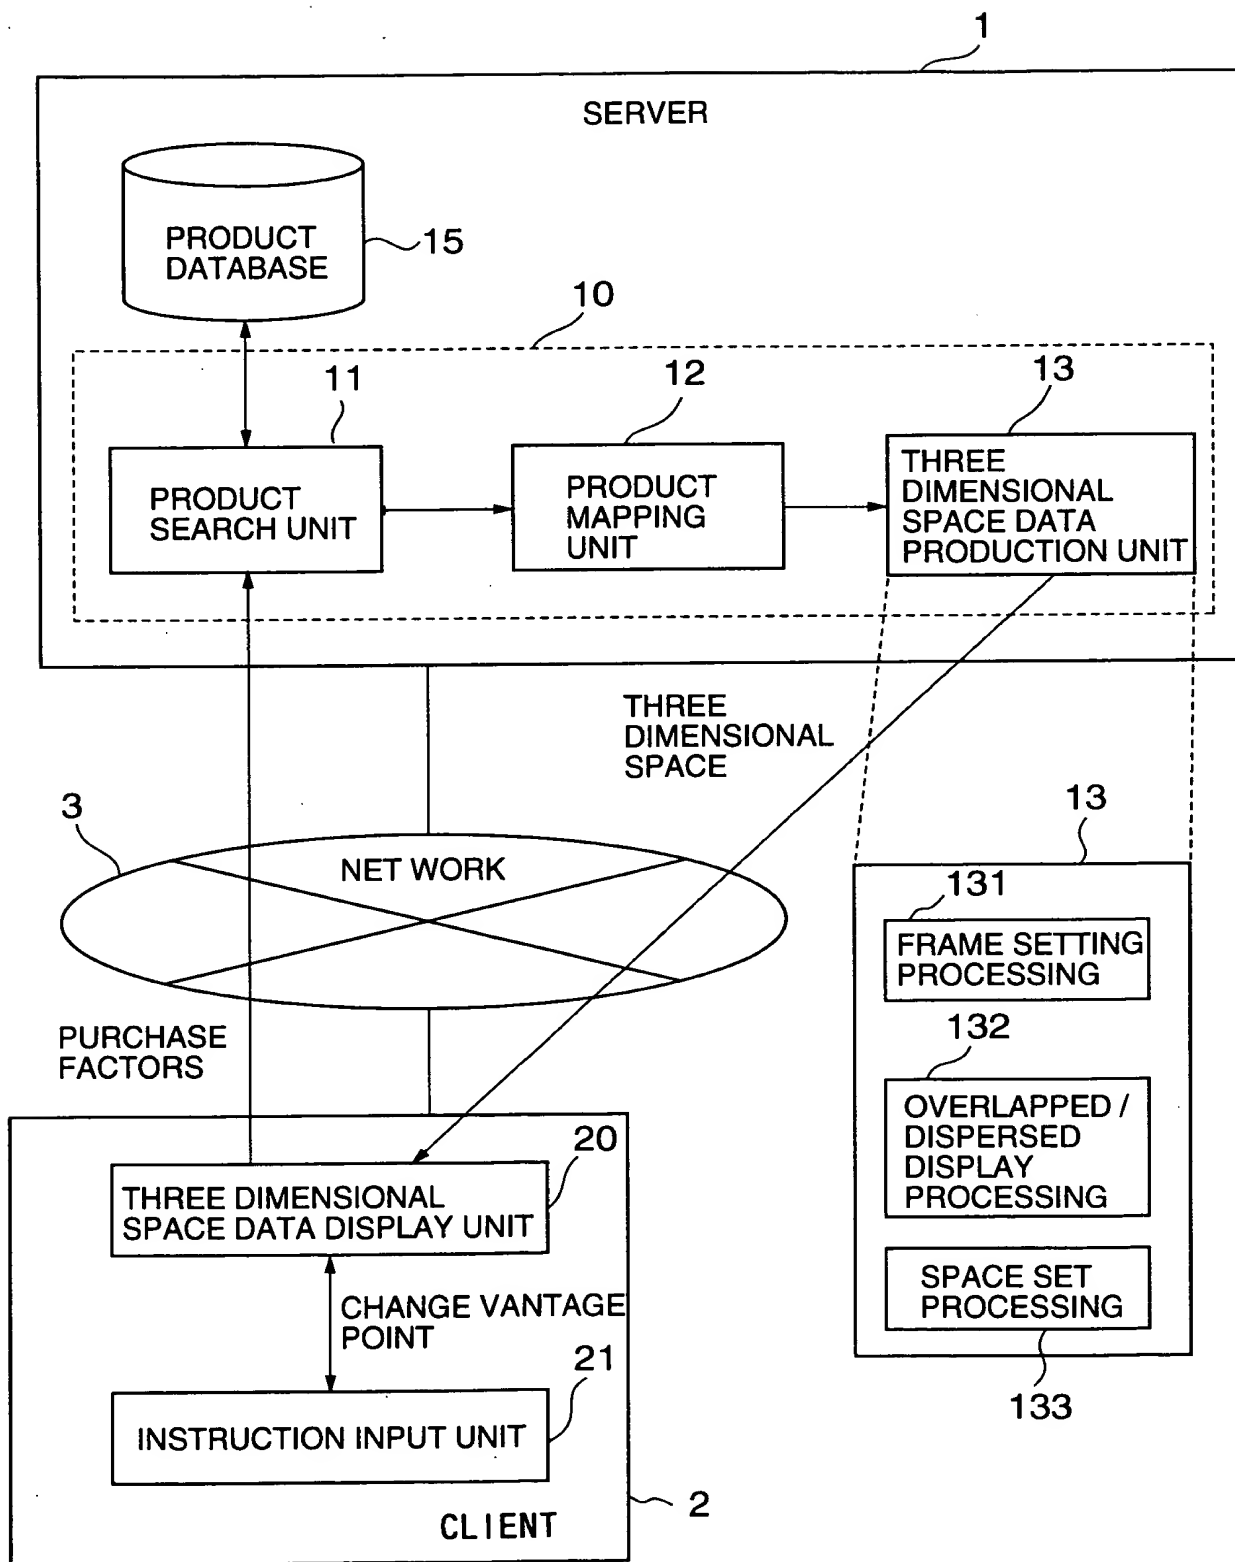 1
SERVER
PRODUCT
DATABASE
15
10
11
12
13
PRODUCT
SEARCH UNIT
PRODUCT
MAPPING
UNIT
THREE
DIMENSIONAL
SPACE DATA
PRODUCTION UNIT
THREE
DIMENSIONAL
SPACE
3
NET WORK
13
131
FRAME SETTING
PROCESSING
132
OVERLAPPED /
DISPERSED
DISPLAY
PROCESSING
SPACE SET
PROCESSING
133
PURCHASE
FACTORS
20
THREE DIMENSIONAL
SPACE DATA DISPLAY UNIT
CHANGE VANTAGE
POINT
21
INSTRUCTION INPUT UNIT
2
CLIENT